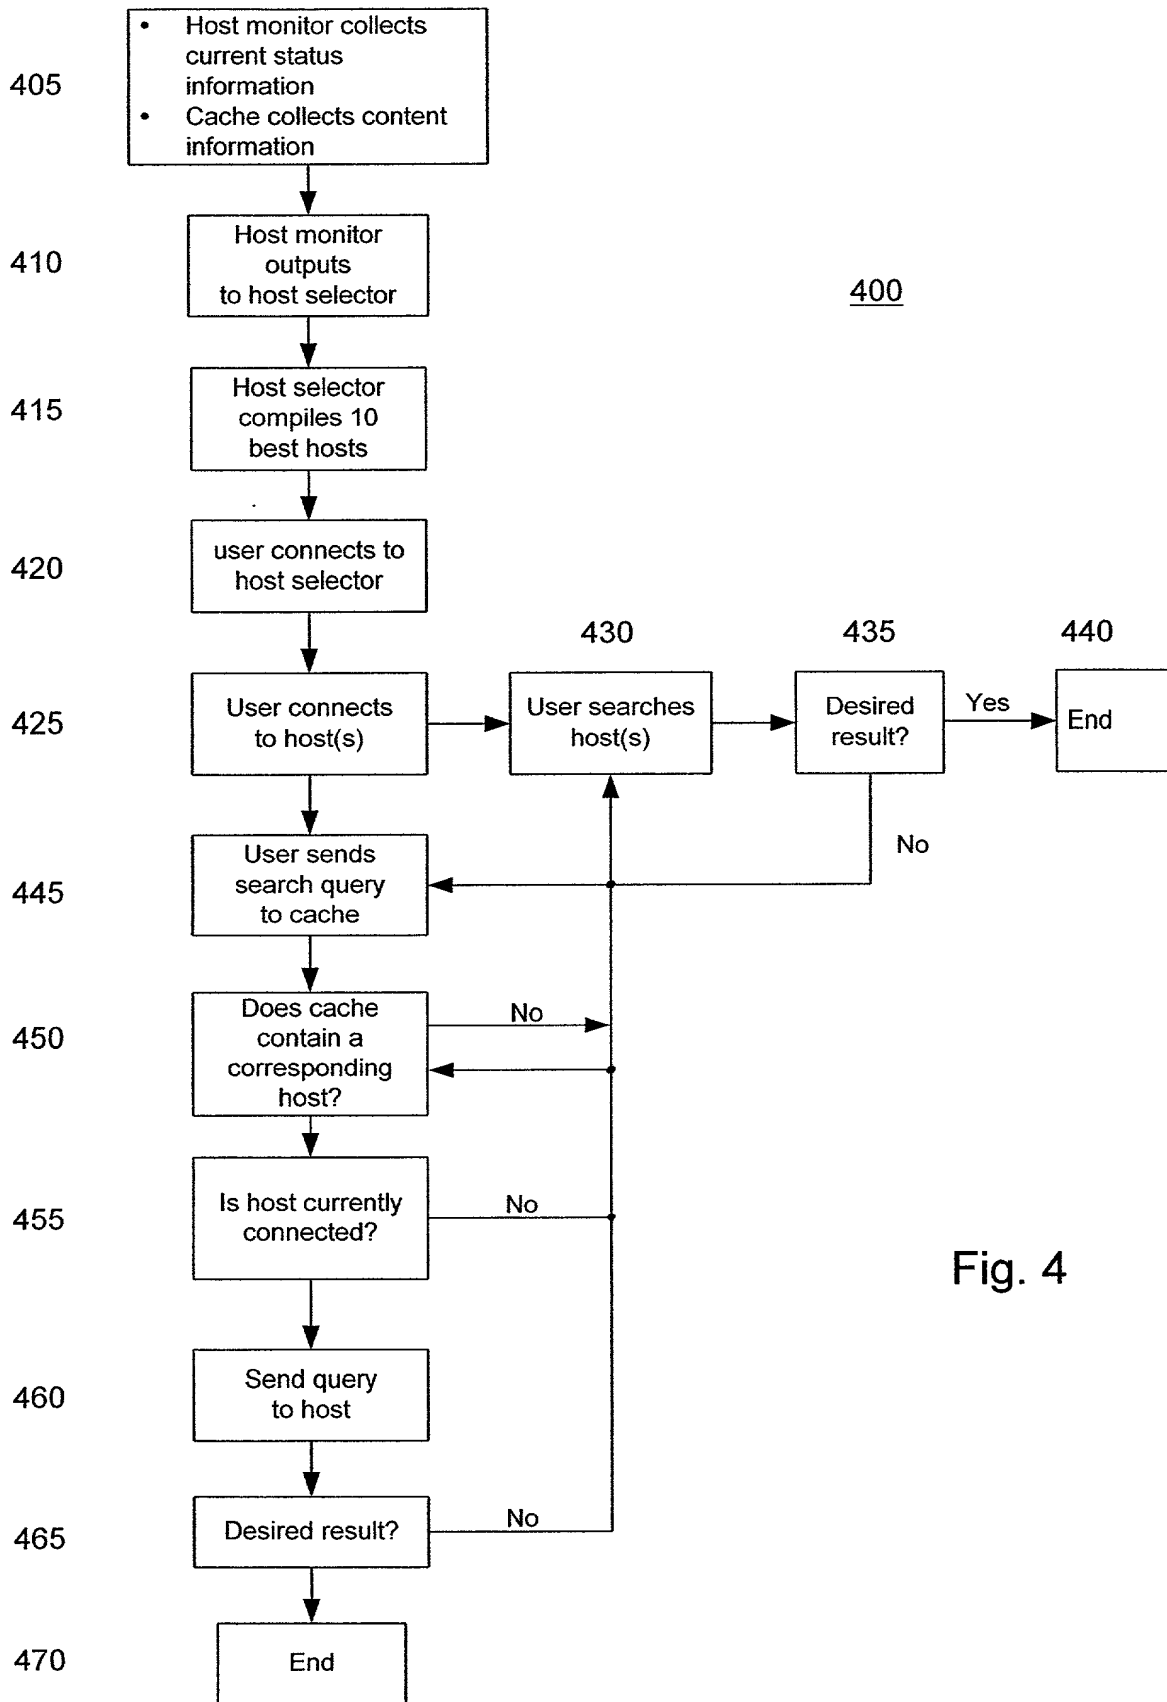 • Host monitor collects
current status
information
• Cache collects content
information
405
Host monitor
outputs
to host selector
410
400
Host selector
compiles 10
best hosts
415
user connects to
host selector
420
430
435
440
User connects
to host(s)
425
User searches
host(s)
Desired
result?
Yes
End
No
User sends
search query
to cache
445
Does cache
contain a
corresponding
host?
No
450
Is host currently
connected?
No
455
Fig. 4
Send query
to host
460
Desired result?
No
465
End
470